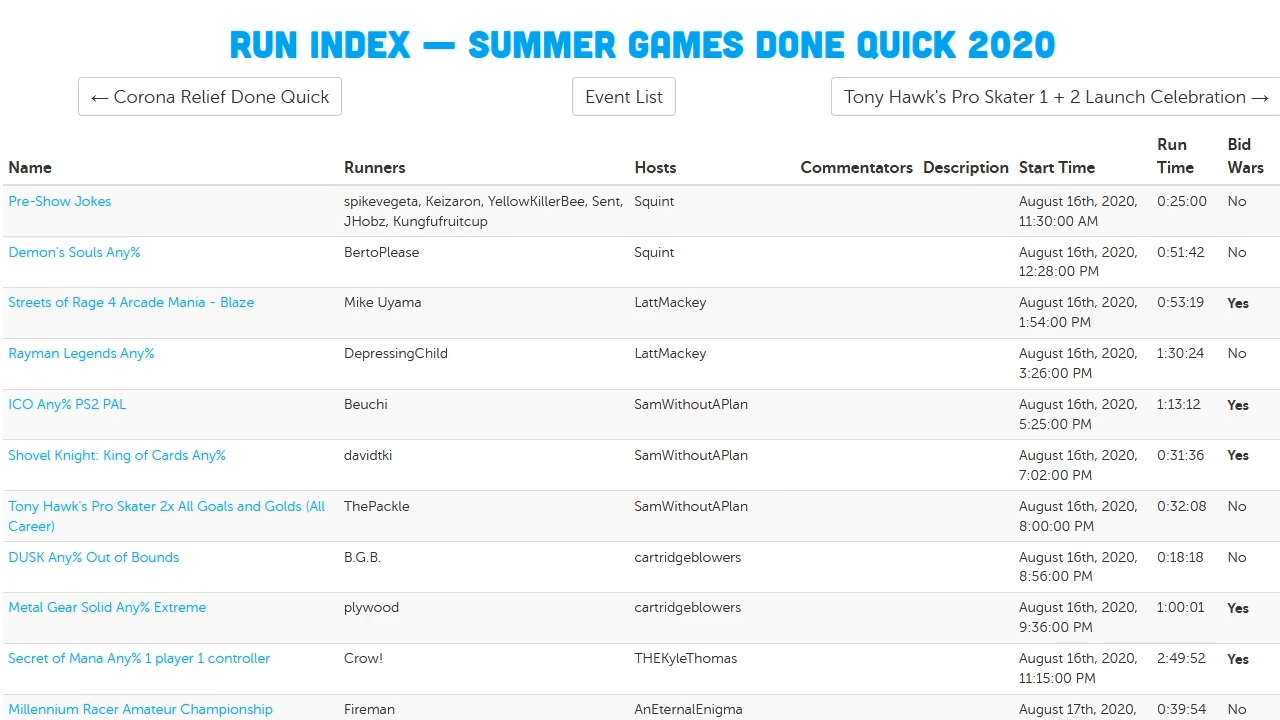 RUN INDEX — SUMMER GAMES DONE QUICK 2020
← Corona Relief Done Quick
Event List
Tony Hawk's Pro Skater 1 + 2 Launch Celebration →
Name Runners Hosts Commentators Description Start Time Run Time Bid Wars
Pre-Show Jokes spikevegeta, Keizaron, YellowKillerBee, Sent, JHobz, Kungfufruitcup Squint August 16th, 2020, 11:30:00 AM 0:25:00 No
Demon's Souls Any% BertoPlease Squint August 16th, 2020, 12:28:00 PM 0:51:42 No
Streets of Rage 4 Arcade Mania - Blaze Mike Uyama LattMackey August 16th, 2020, 1:54:00 PM 0:53:19 Yes
Rayman Legends Any% DepressingChild LattMackey August 16th, 2020, 3:26:00 PM 1:30:24 No
ICO Any% PS2 PAL Beuchi SamWithoutAPlan August 16th, 2020, 5:25:00 PM 1:13:12 Yes
Shovel Knight: King of Cards Any% davidtki SamWithoutAPlan August 16th, 2020, 7:02:00 PM 0:31:36 Yes
Tony Hawk's Pro Skater 2x All Goals and Golds (All Career) ThePackle SamWithoutAPlan August 16th, 2020, 8:00:00 PM 0:32:08 No
DUSK Any% Out of Bounds B.G.B. cartridgeblowers August 16th, 2020, 8:56:00 PM 0:18:18 No
Metal Gear Solid Any% Extreme plywood cartridgeblowers August 16th, 2020, 9:36:00 PM 1:00:01 Yes
Secret of Mana Any% 1 player 1 controller Crow! THEKyleThomas August 16th, 2020, 11:15:00 PM 2:49:52 Yes
Millennium Racer Amateur Championship Fireman AnEternalEnigma August 17th, 2020, 0:39:54 No